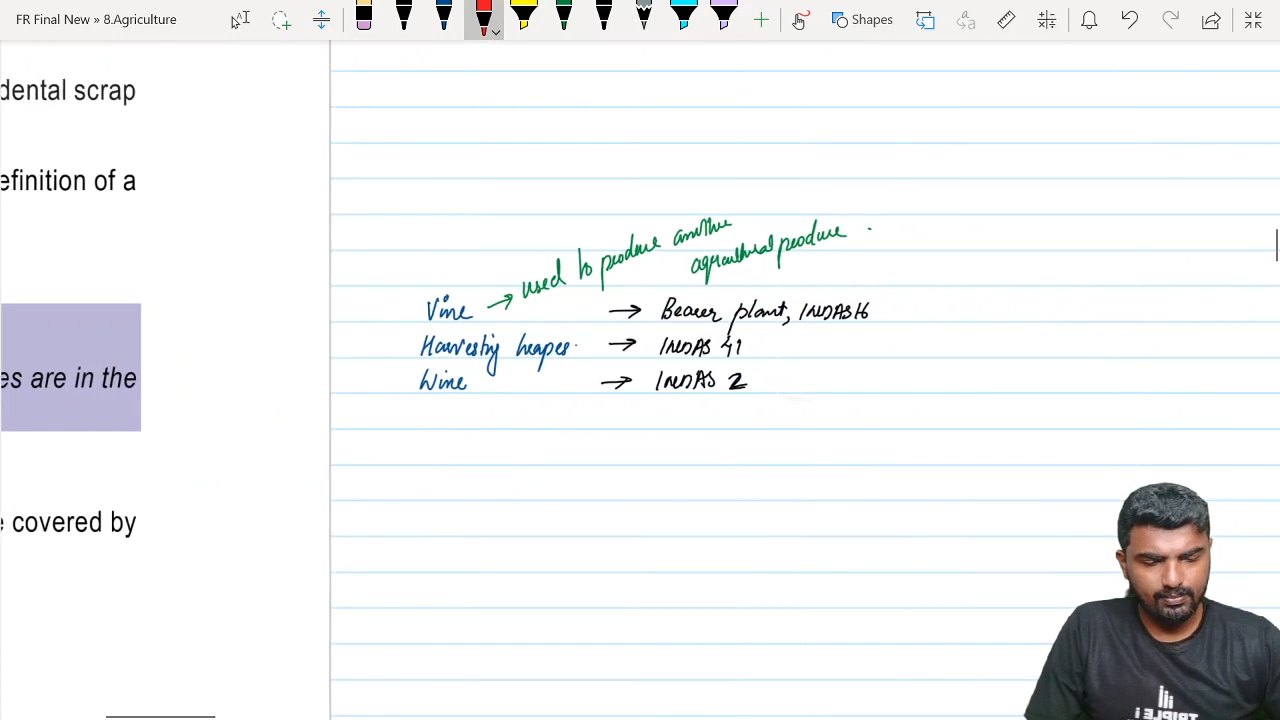 FR Final New » 8.Agriculture
Shapes
dental scrap
efinition of a
es are in the
e covered by
used to produce another
agricultural produce .
Vine → Bearer plant, INDAS 16
Harvesting → INDAS 41
Wine → INDAS 2